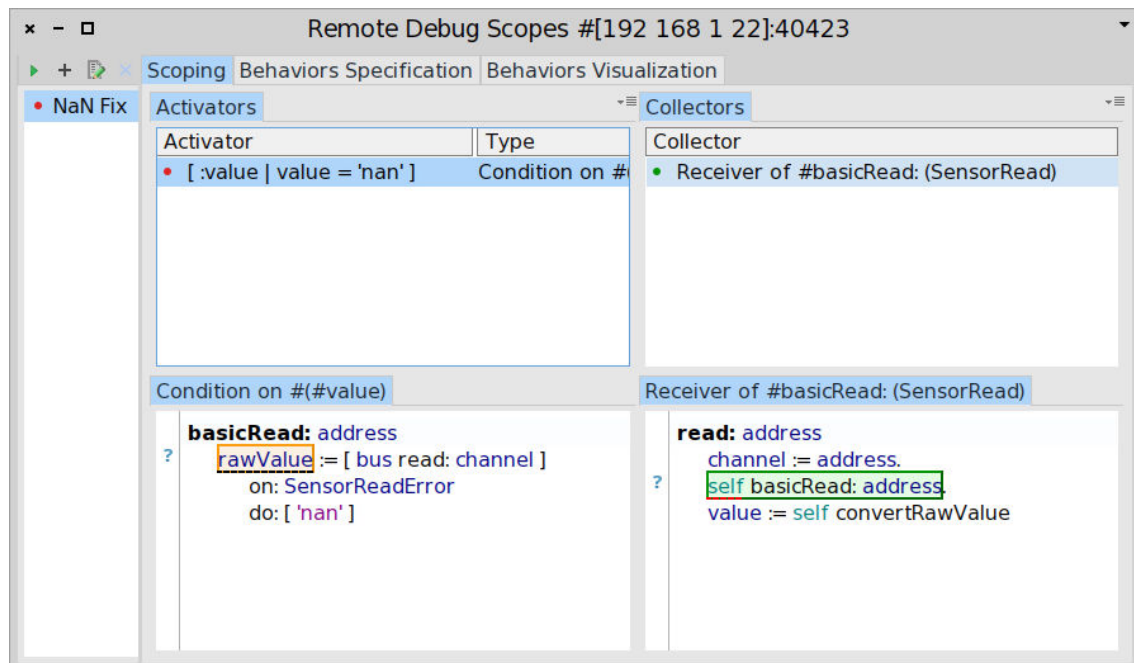 Remote Debug Scopes #[192 168 1 22]:40423
Scoping Behaviors Specification Behaviors Visualization
NaN Fix
Activators
Collectors
Activator Type
Collector
[ :value | value = 'nan' ] Condition on #(
Receiver of #basicRead: (SensorRead)
Condition on #(#value)
Receiver of #basicRead: (SensorRead)
?
basicRead: address
rawValue := [ bus read: channel ]
on: SensorReadError
do: [ 'nan' ]
?
read: address
channel := address.
self basicRead: address.
value := self convertRawValue